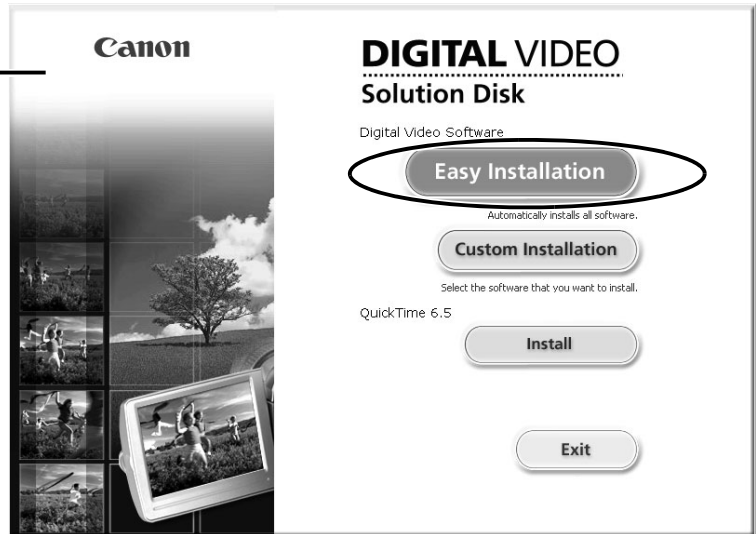 Canon
DIGITAL VIDEO
Solution Disk
Digital Video Software
Easy Installation
Automatically installs all software.
Custom Installation
Select the software that you want to install.
QuickTime 6.5
Install
Exit